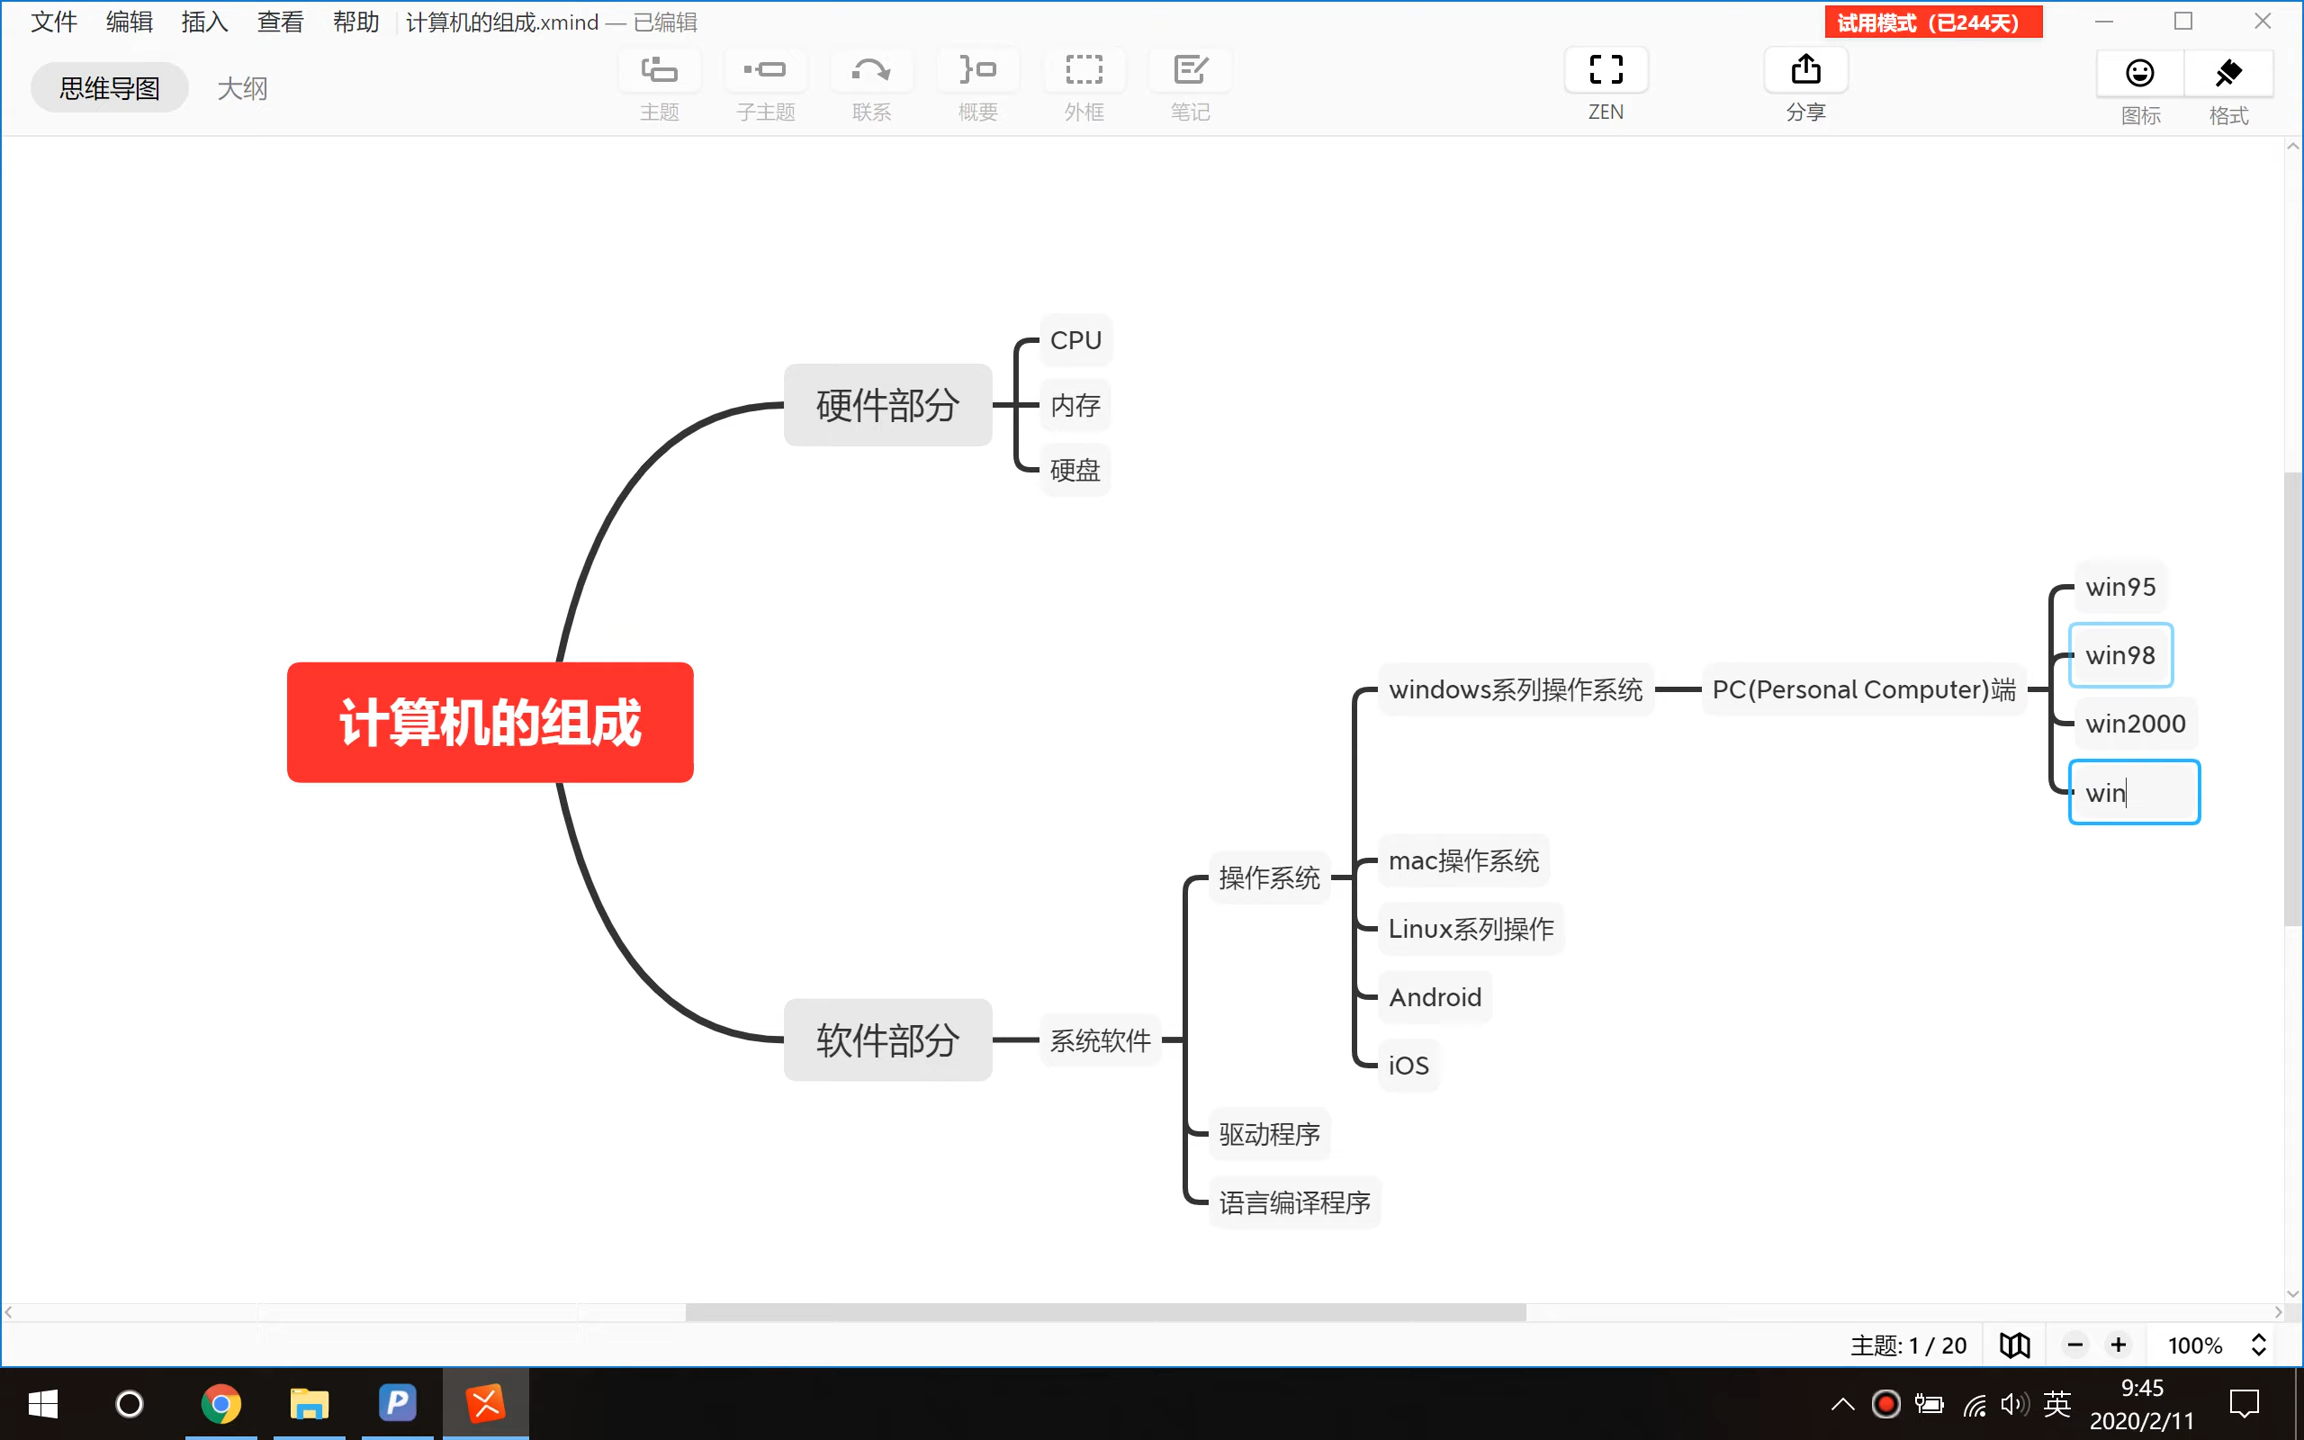 文件 编辑 插入 查看 帮助 计算机的组成.xmind — 已编辑
试用模式（已244天）
思维导图 大纲
主题 子主题 联系 概要 外框 笔记 ZEN 分享 图标 格式
CPU
硬件部分
内存
硬盘
win95
win98
windows系列操作系统
PC(Personal Computer)端
win2000
计算机的组成
win
mac操作系统
操作系统
Linux系列操作
Android
软件部分
系统软件
iOS
驱动程序
语言编译程序
主题: 1 / 20
100%
英
9:45
2020/2/11